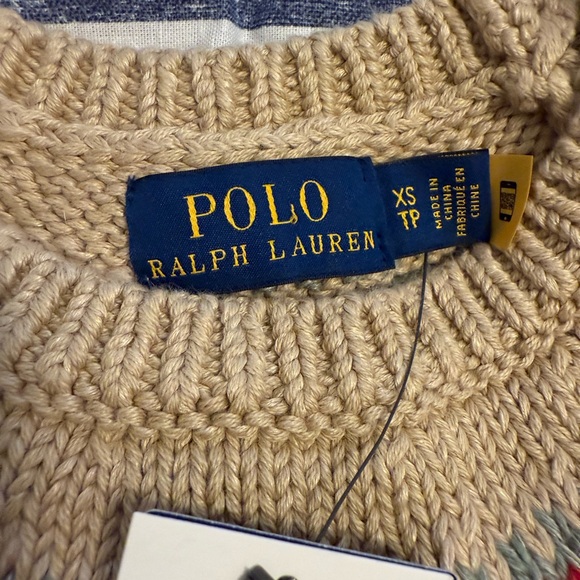 POLO
RALPH LAUREN
XS
TP
MADE IN
CHINA
FABRIQUÉ EN
CHINE